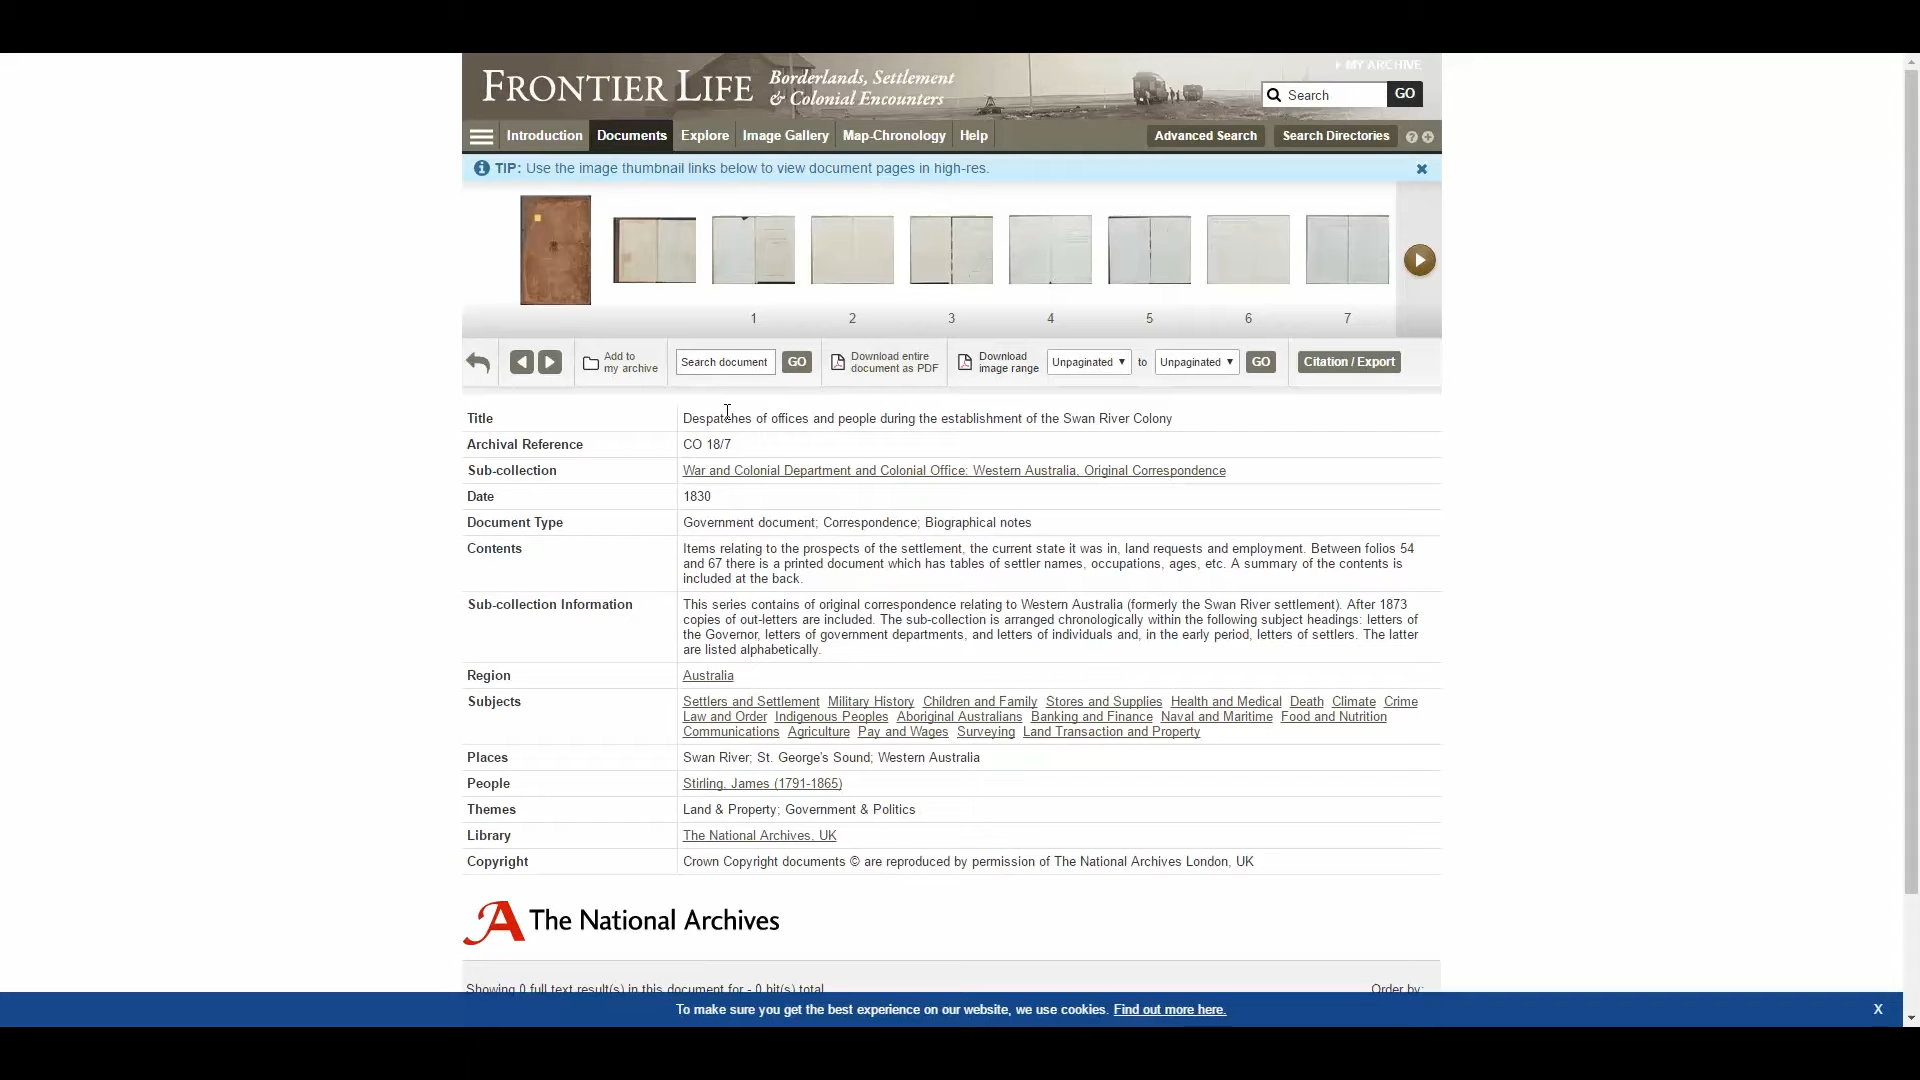 MY ARCHIVE
FRONTIER LIFE
Borderlands, Settlement
& Colonial Encounters
Search
GO
Introduction
Documents
Explore
Image Gallery
Map-Chronology
Help
Advanced Search
Search Directories
TIP: Use the image thumbnail links below to view document pages in high-res.
1
2
3
4
5
6
7
Add to
my archive
Search document
GO
Download entire
document as PDF
Download
image range
Unpaginated
to
Unpaginated
GO
Citation / Export
Title
Despatches of offices and people during the establishment of the Swan River Colony
Archival Reference
CO 18/7
Sub-collection
War and Colonial Department and Colonial Office: Western Australia, Original Correspondence
Date
1830
Document Type
Government document; Correspondence; Biographical notes
Contents
Items relating to the prospects of the settlement, the current state it was in, land requests and employment. Between folios 54
and 67 there is a printed document which has tables of settler names, occupations, ages, etc. A summary of the contents is
included at the back.
Sub-collection Information
This series contains of original correspondence relating to Western Australia (formerly the Swan River settlement). After 1873
copies of out-letters are included. The sub-collection is arranged chronologically within the following subject headings: letters of
the Governor, letters of government departments, and letters of individuals and, in the early period, letters of settlers. The latter
are listed alphabetically.
Region
Australia
Subjects
Settlers and Settlement Military History Children and Family Stores and Supplies Health and Medical Death Climate Crime
Law and Order Indigenous Peoples Aboriginal Australians Banking and Finance Naval and Maritime Food and Nutrition
Communications Agriculture Pay and Wages Surveying Land Transaction and Property
Places
Swan River; St. George's Sound; Western Australia
People
Stirling, James (1791-1865)
Themes
Land & Property; Government & Politics
Library
The National Archives, UK
Copyright
Crown Copyright documents © are reproduced by permission of The National Archives London, UK
The National Archives
Showing 0 full text result(s) in this document for - 0 hit(s) total
Order by:
To make sure you get the best experience on our website, we use cookies. Find out more here.
X